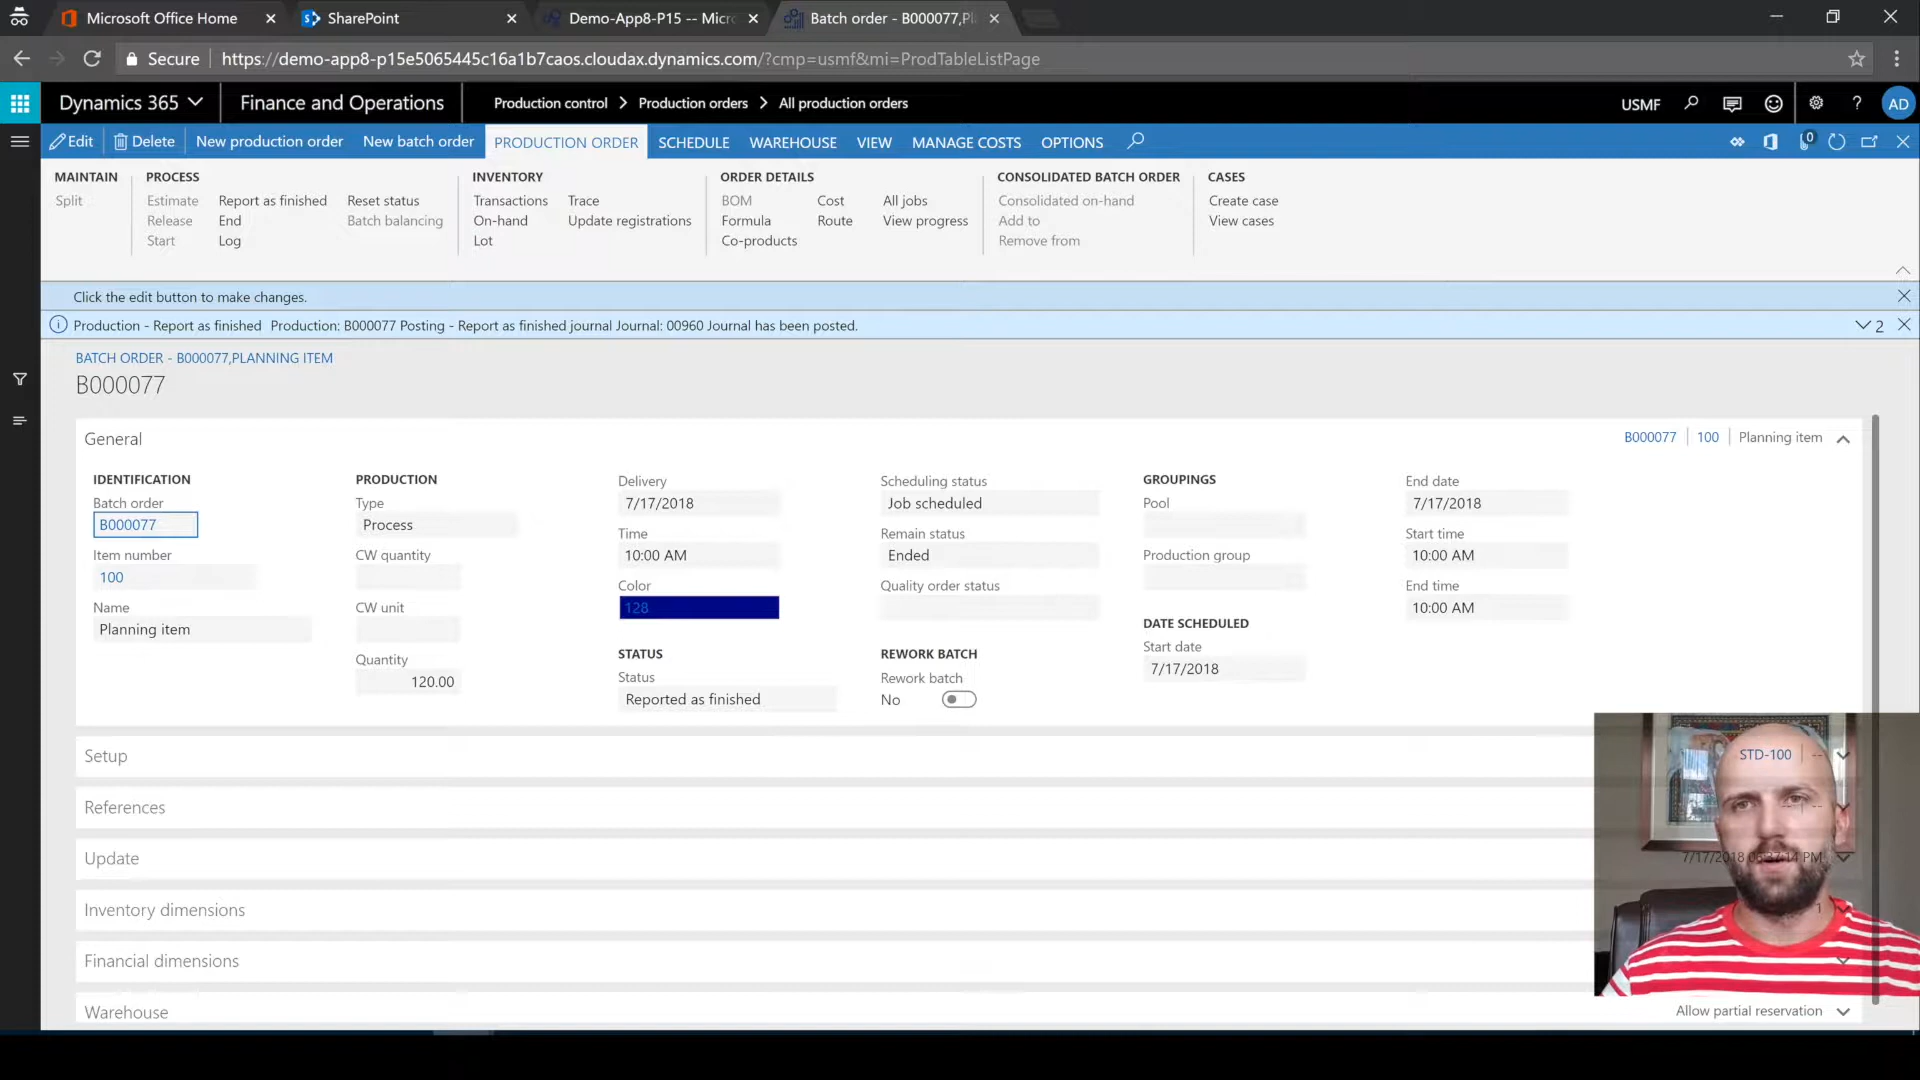 Microsoft Office Home
SharePoint
Demo-App8-P15 -- Micr
Batch order - B000077,Pl
Secure https://demo-app8-p15e5065445c16a1b7caos.cloudax.dynamics.com/?cmp=usmf&mi=ProdTableListPage
Dynamics 365 Finance and Operations Production control > Production orders > All production orders USMF ? AD
Edit Delete New production order New batch order PRODUCTION ORDER SCHEDULE WAREHOUSE VIEW MANAGE COSTS OPTIONS 0
MAINTAIN
Split
PROCESS
Estimate Report as finished Reset status
Release End Batch balancing
Start Log
INVENTORY
Transactions Trace
On-hand Update registrations
Lot
ORDER DETAILS
BOM Cost All jobs
Formula Route View progress
Co-products
CONSOLIDATED BATCH ORDER
Consolidated on-hand
Add to
Remove from
CASES
Create case
View cases
Click the edit button to make changes.
Production - Report as finished Production: B000077 Posting - Report as finished journal Journal: 00960 Journal has been posted. 2
BATCH ORDER - B000077,PLANNING ITEM
B000077
General B000077 100 Planning item
IDENTIFICATION
Batch order
B000077
Item number
100
Name
Planning item
PRODUCTION
Type
Process
CW quantity
CW unit
Quantity
120.00
Delivery
7/17/2018
Time
10:00 AM
Color
128
STATUS
Status
Reported as finished
Scheduling status
Job scheduled
Remain status
Ended
Quality order status
REWORK BATCH
Rework batch
No
GROUPINGS
Pool
Production group
DATE SCHEDULED
Start date
7/17/2018
End date
7/17/2018
Start time
10:00 AM
End time
10:00 AM
Setup STD-100 --
References -- --
Update 7/17/2018 06:37:14 PM
Inventory dimensions 1
Financial dimensions
Warehouse Allow partial reservation